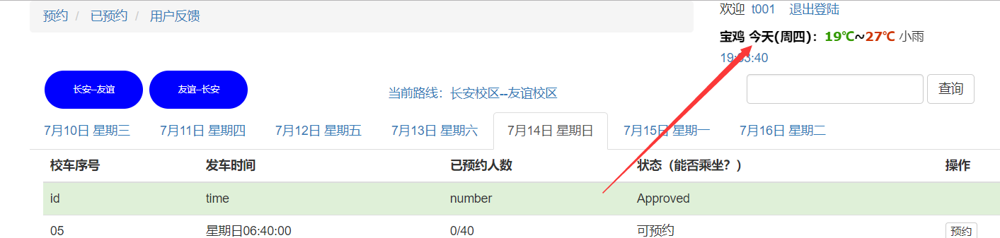 预约 / 已预约 / 用户反馈
欢迎 t001 退出登陆
宝鸡 今天(周四)：19℃~27℃ 小雨
长安--友谊
友谊--长安
当前路线：长安校区--友谊校区
查询
7月10日 星期三
7月11日 星期四
7月12日 星期五
7月13日 星期六
7月14日 星期日
7月15日 星期一
7月16日 星期二
校车序号 发车时间 已预约人数 状态（能否乘坐？） 操作
id time number Approved
05 星期日06:40:00 0/40 可预约 预约